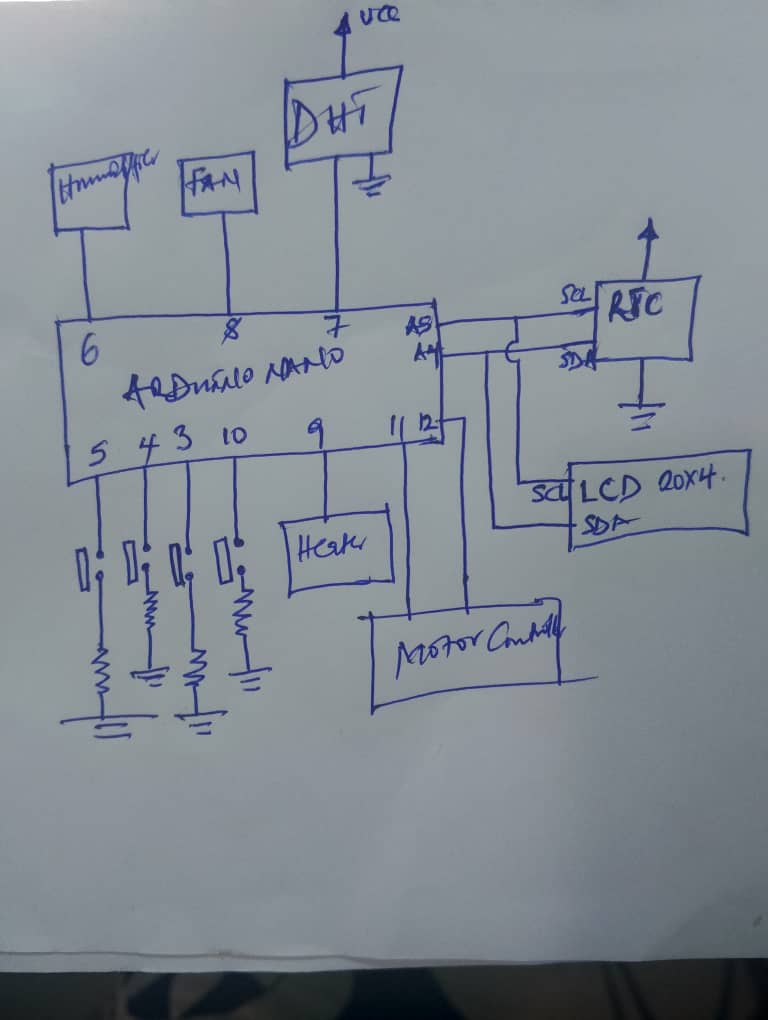 VCC
DHT
Humidifier
FAN
SCL
RTC
SDA
6
8
7
A5
A4
ARDUINO NANO
5
4
3
10
9
11
12
SCL
LCD 20X4.
SDA
Heater
Motor Controller